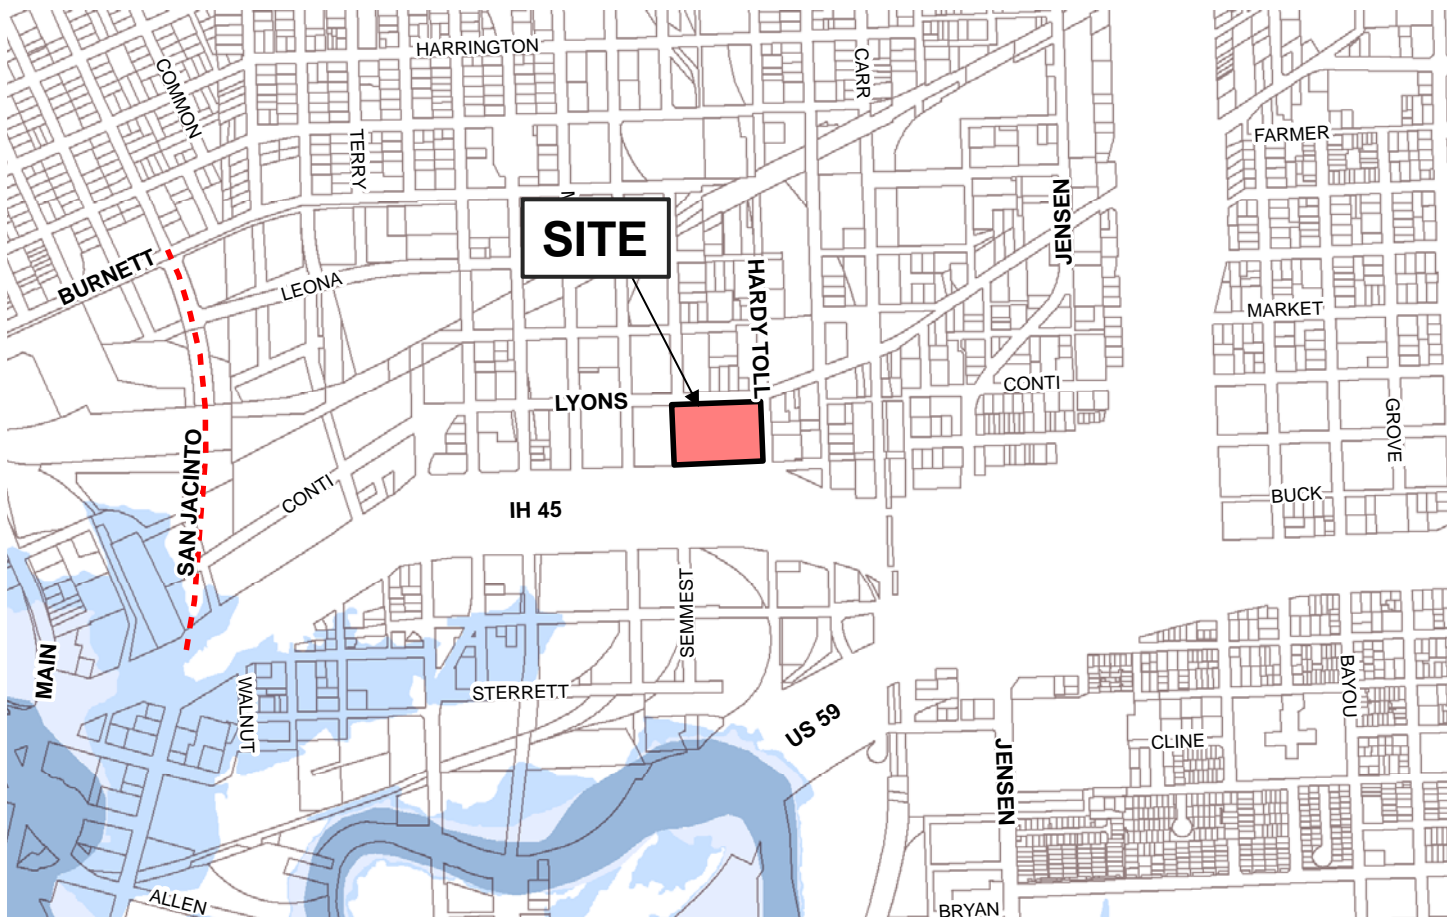 HARRINGTON
COMMON
CARR
TERRY
FARMER
JENSEN
SITE
BURNETT
LEONA
HARDY TOLL
MARKET
CONTI
LYONS
GROVE
SAN JACINTO
CONTI
IH 45
BUCK
SEMMEST
MAIN
WALNUT
STERRETT
BAYOU
US 59
CLINE
JENSEN
ALLEN
BRYAN